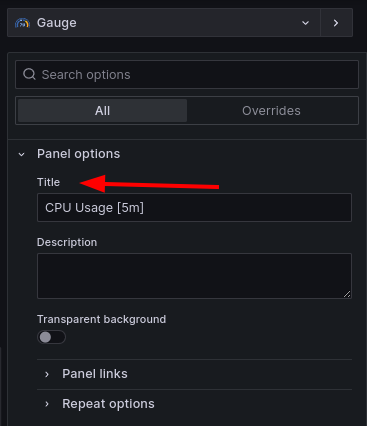 Gauge
Search options
All Overrides
Panel options
Title
CPU Usage [5m]
Description
Transparent background
Panel links
Repeat options